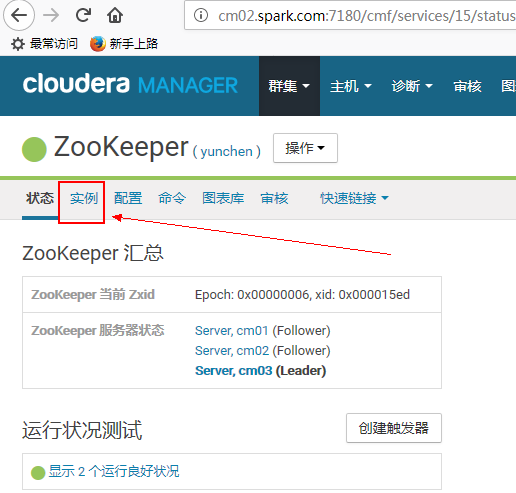 cm02.spark.com:7180/cmf/services/15/status
最常访问 新手上路
cloudera MANAGER 群集 主机 诊断 审核
ZooKeeper ( yunchen ) 操作
状态 实例 配置 命令 图表库 审核 快速链接
ZooKeeper 汇总
ZooKeeper 当前 Zxid Epoch: 0x00000006, xid: 0x000015ed
ZooKeeper 服务器状态 Server, cm01 (Follower)
Server, cm02 (Follower)
Server, cm03 (Leader)
运行状况测试 创建触发器
显示 2 个运行良好状况